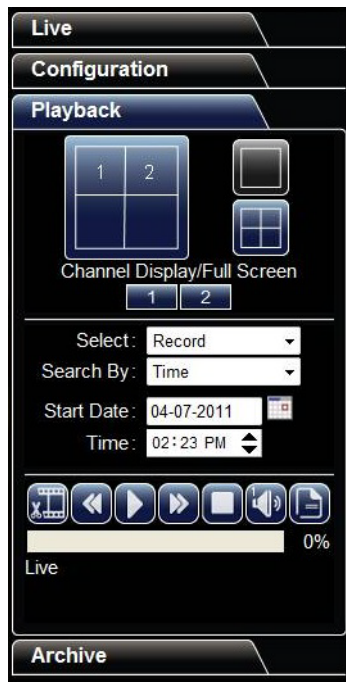 Live
Configuration
Playback
1 2
Channel Display/Full Screen
1 2
Select: Record
Search By: Time
Start Date: 04-07-2011
Time: 02:23 PM
1
0%
Live
Archive